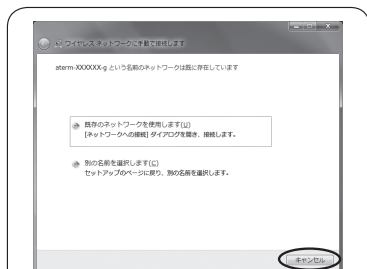 ワイヤレス ネットワークに手動で接続します
aterm-XXXXXX-g という名前のネットワークは既に存在しています
既存のネットワークを使用します(U)
[ネットワークへの接続] ダイアログを開き、接続します。
別の名前を選択します(C)
セットアップのページに戻り、別の名前を選択します。
キャンセル